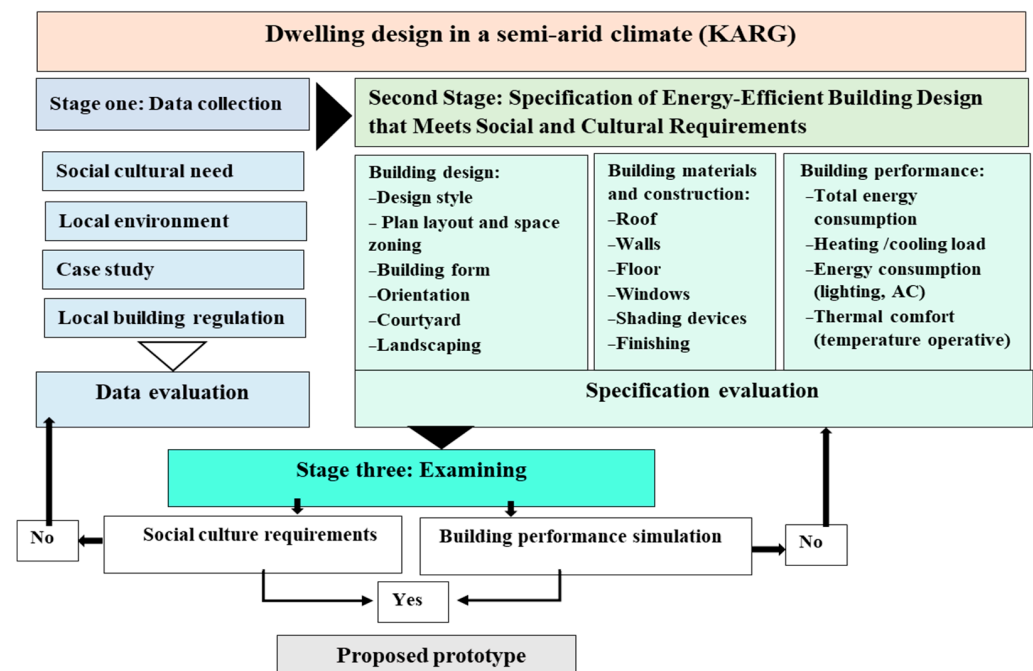 Dwelling design in a semi-arid climate (KARG)
Stage one: Data collection
Second Stage: Specification of Energy-Efficient Building Design
that Meets Social and Cultural Requirements
Social cultural need
Local environment
Case study
Local building regulation
Data evaluation
Building design:
–Design style
– Plan layout and space
zoning
–Building form
–Orientation
–Courtyard
–Landscaping
Building materials
and construction:
–Roof
–Walls
–Floor
–Windows
–Shading devices
–Finishing
Building performance:
–Total energy
consumption
–Heating /cooling load
–Energy consumption
(lighting, AC)
–Thermal comfort
(temperature operative)
Specification evaluation
Stage three: Examining
No
Social culture requirements
Building performance simulation
No
Yes
Proposed prototype